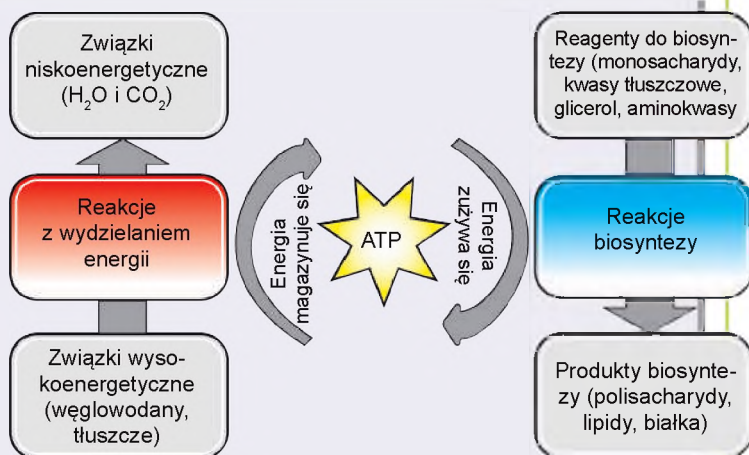 Związki
niskoenergetyczne
(H₂O i CO₂)
Reakcje
z wydzielaniem
energii
Związki wyso-
koenergetyczne
(węglowodany,
tłuszcze)
Energia
magazynuje się
ATP
Energia
zużywa się
Reagenty do biosyn-
tezy (monosacharydy,
kwasy tłuszczowe,
glicerol, aminokwasy
Reakcje
biosyntezy
Produkty biosynte-
zy (polisacharydy,
lipidy, białka)